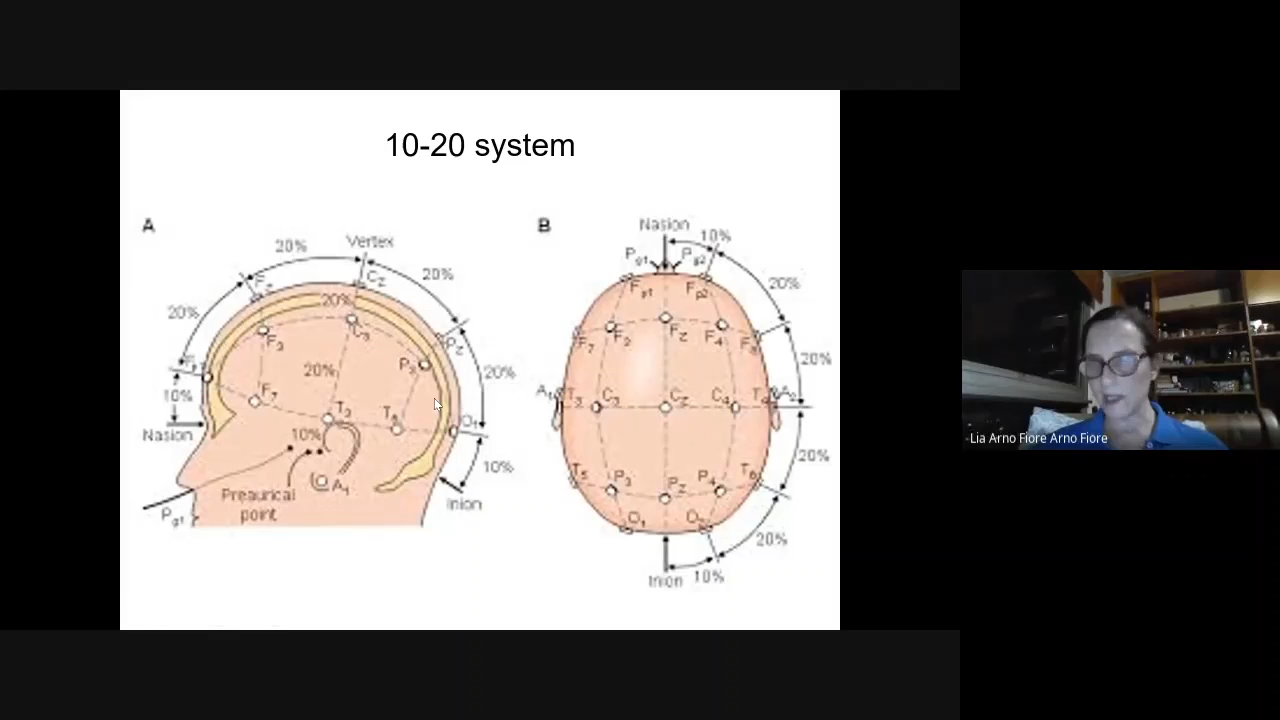 10-20 system
A
20%
Vertex
20%
Fz
Cz
20%
20%
F3
C3
Pz
P3
20%
20%
10%
F7
T3
T5
O1
Nasion
10%
10%
A1
Preaurical
point
Inion
Pg1
B
Nasion
10%
Pg1
Pg2
Fp1
Fp2
20%
F7
F3
Fz
F4
F8
20%
A1
T3
C3
Cz
C4
T4
A2
20%
T5
P3
Pz
P4
T6
O1
O2
20%
Inion
10%
Lia Arno Fiore Arno Fiore